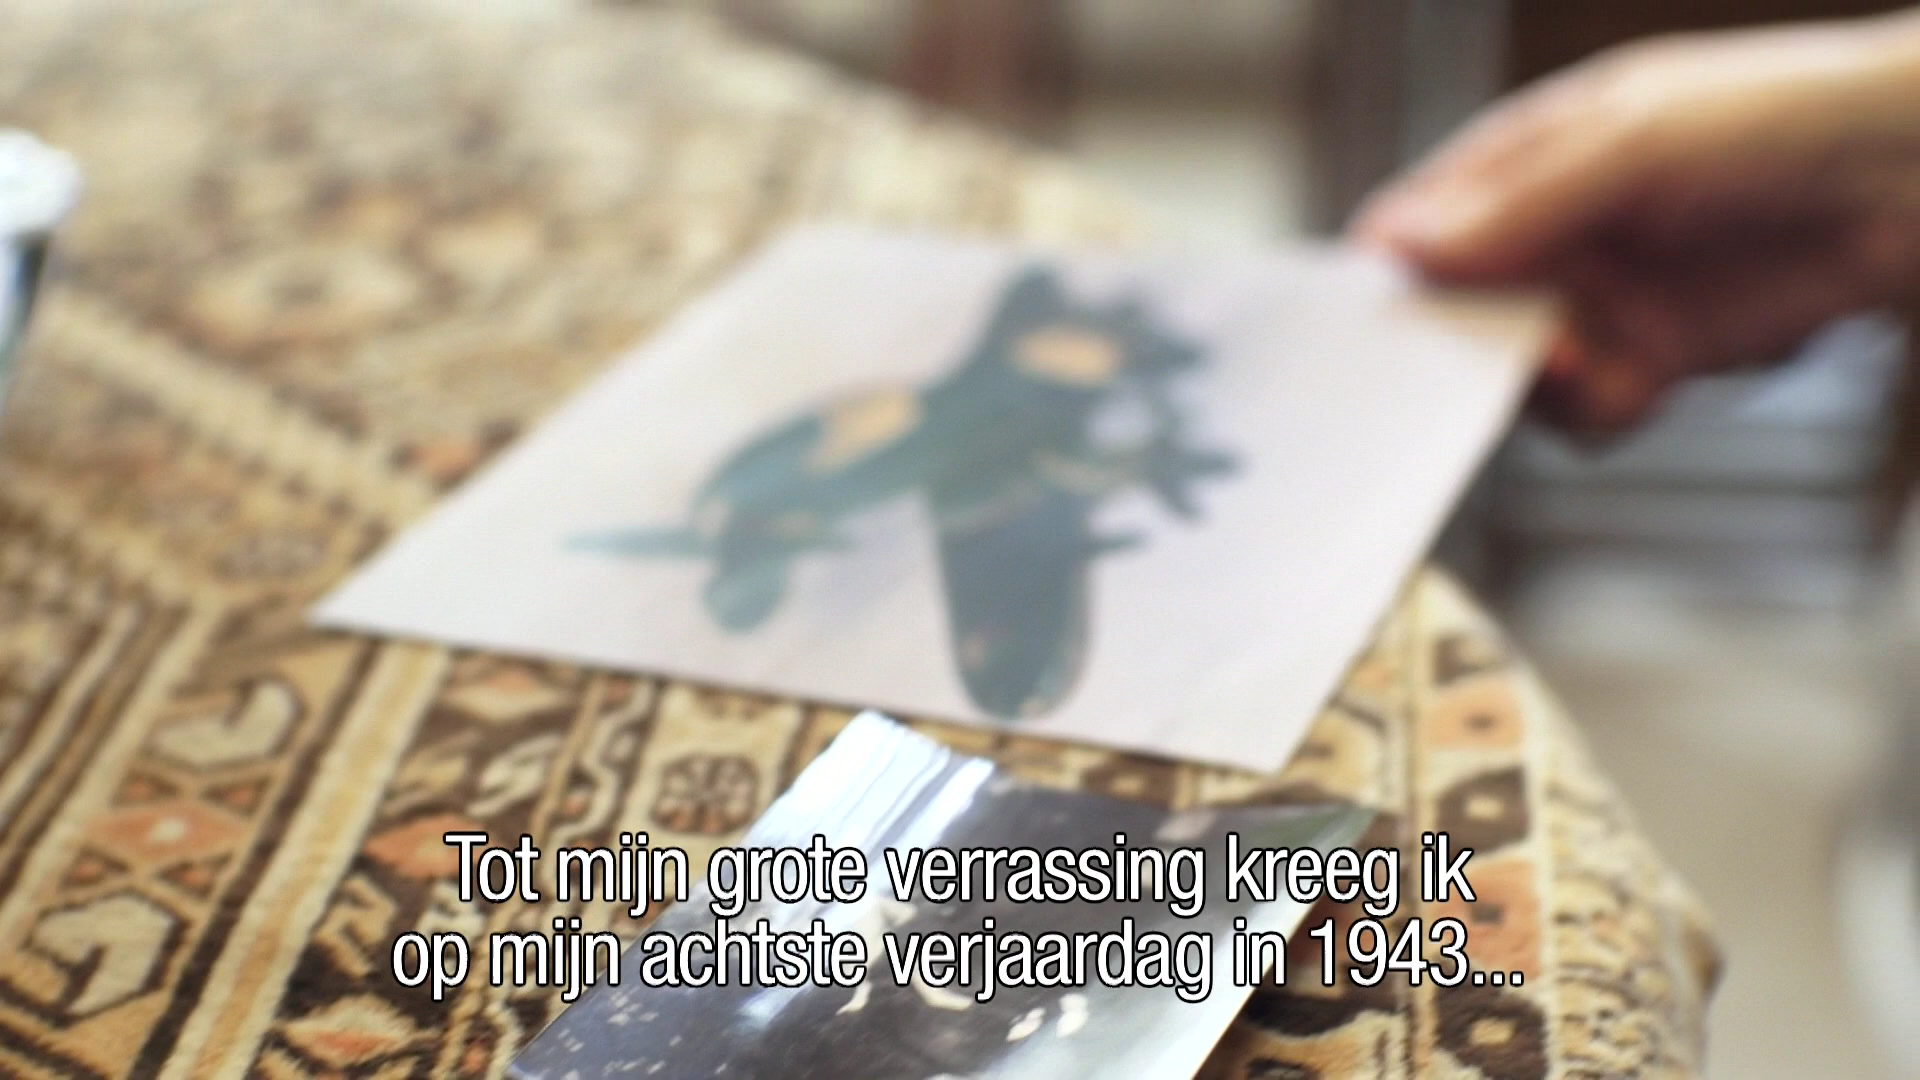 Tot mijn grote verrassing kreeg ik
op mijn achtste verjaardag in 1943...